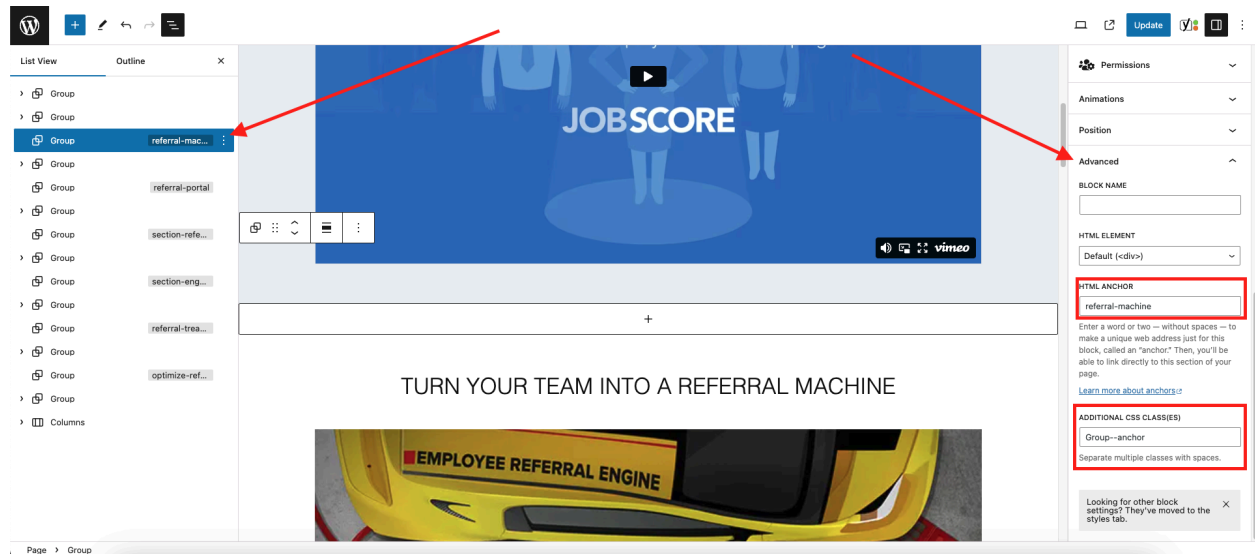 Update
List View
Outline
Group
Group
Group
referral-mac...
Group
Group
referral-portal
Group
Group
section-refe...
Group
Group
section-eng...
Group
Group
referral-trea...
Group
Group
optimize-ref...
Group
Columns
JOBSCORE
vimeo
TURN YOUR TEAM INTO A REFERRAL MACHINE
EMPLOYEE REFERRAL ENGINE
Permissions
Animations
Position
Advanced
BLOCK NAME
HTML ELEMENT
Default (<div>)
HTML ANCHOR
referral-machine
Enter a word or two — without spaces — to
make a unique web address just for this
block, called an "anchor." Then, you'll be
able to link directly to this section of your
page.
Learn more about anchors
ADDITIONAL CSS CLASS(ES)
Group--anchor
Separate multiple classes with spaces.
Looking for other block
settings? They've moved to the
styles tab.
Page > Group